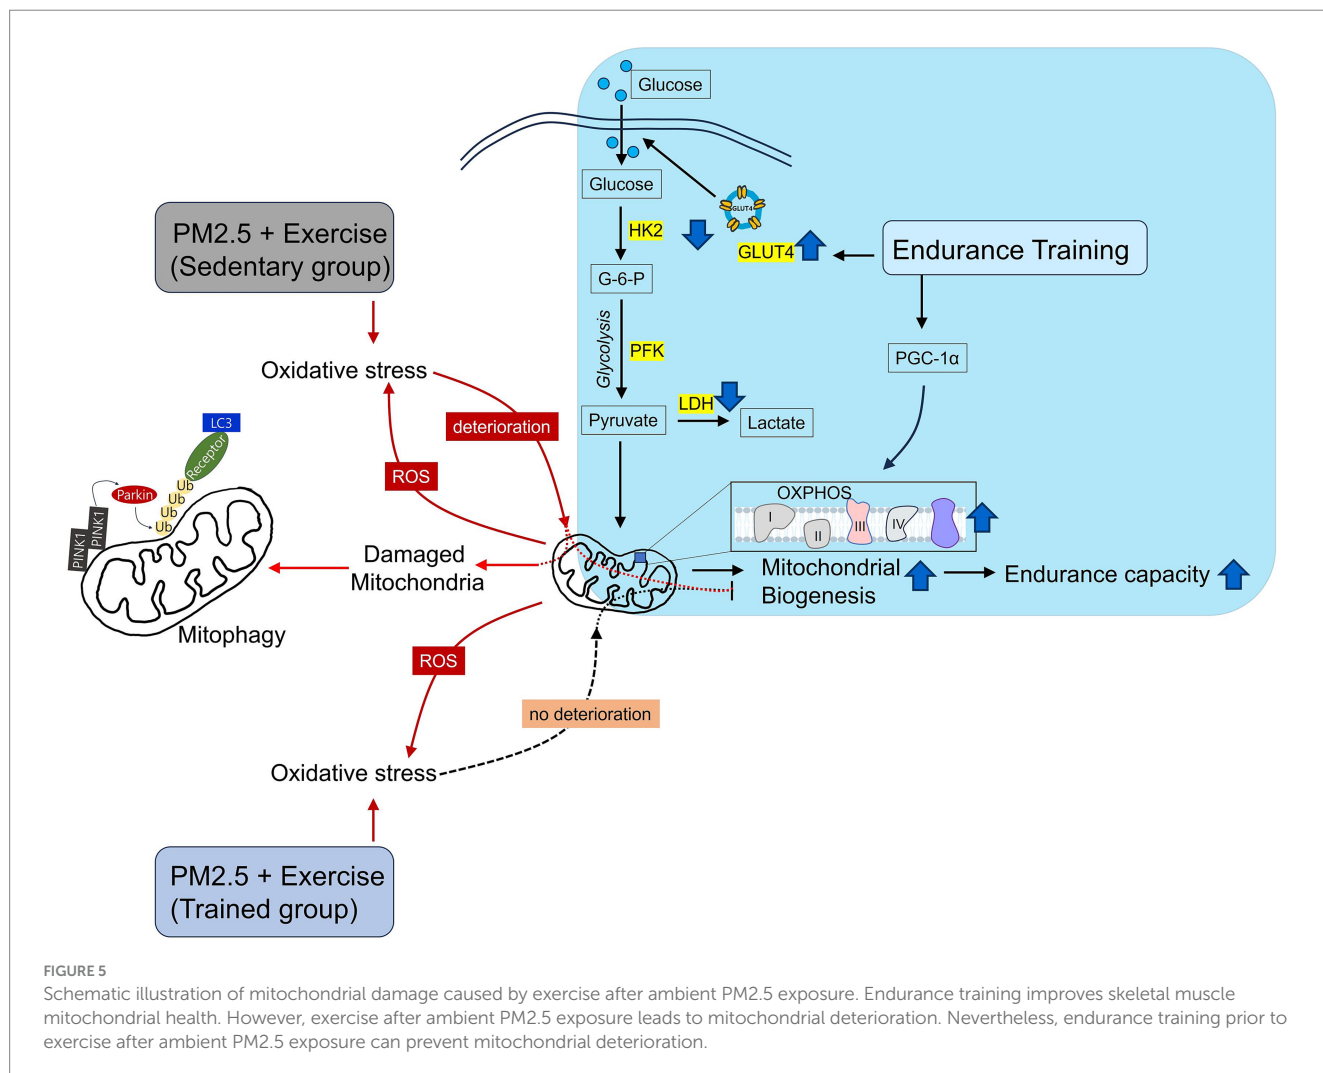 Glucose
Glucose
GLUT4
HK2
GLUT4
Endurance Training
PM2.5 + Exercise
(Sedentary group)
G-6-P
Glycolysis
PFK
PGC-1α
Oxidative stress
LDH
Pyruvate
Lactate
deterioration
ROS
LC3
Receptor
Ub
Ub
Ub
Ub
Parkin
PINK1
PINK1
OXPHOS
I
II
III
IV
Damaged
Mitochondria
Mitochondrial
Biogenesis
Endurance capacity
Mitophagy
ROS
no deterioration
Oxidative stress
PM2.5 + Exercise
(Trained group)
FIGURE 5
Schematic illustration of mitochondrial damage caused by exercise after ambient PM2.5 exposure. Endurance training improves skeletal muscle
mitochondrial health. However, exercise after ambient PM2.5 exposure leads to mitochondrial deterioration. Nevertheless, endurance training prior to
exercise after ambient PM2.5 exposure can prevent mitochondrial deterioration.